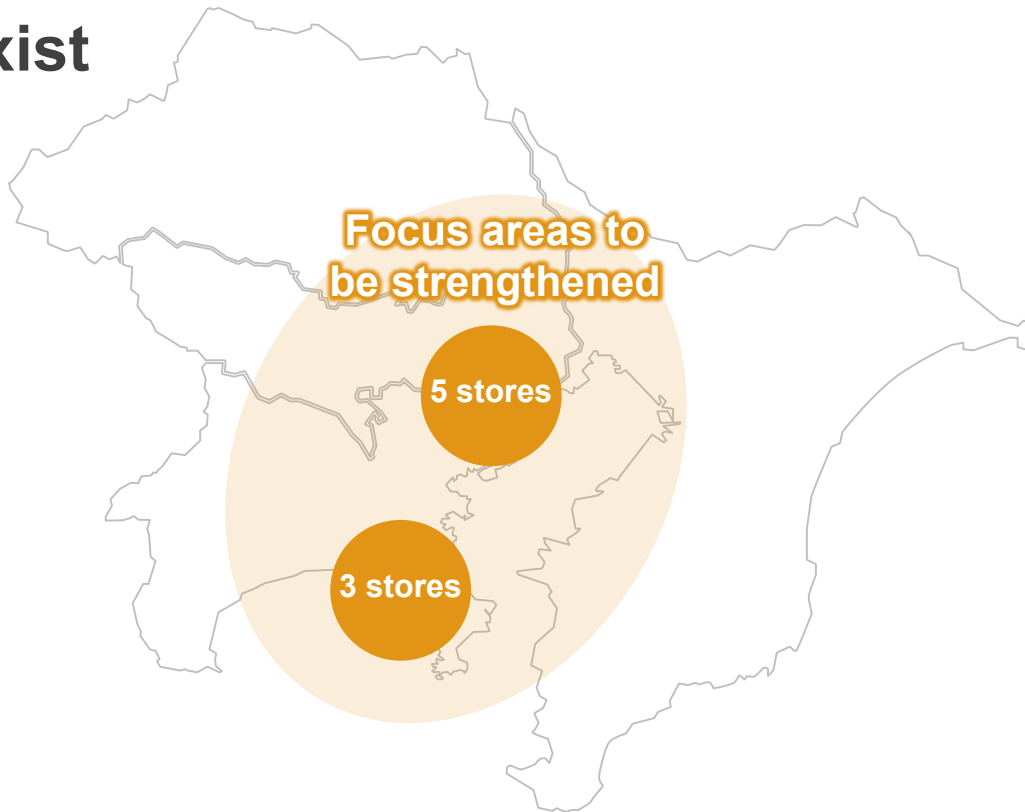 xist
Focus areas to
be strengthened
5 stores
3 stores